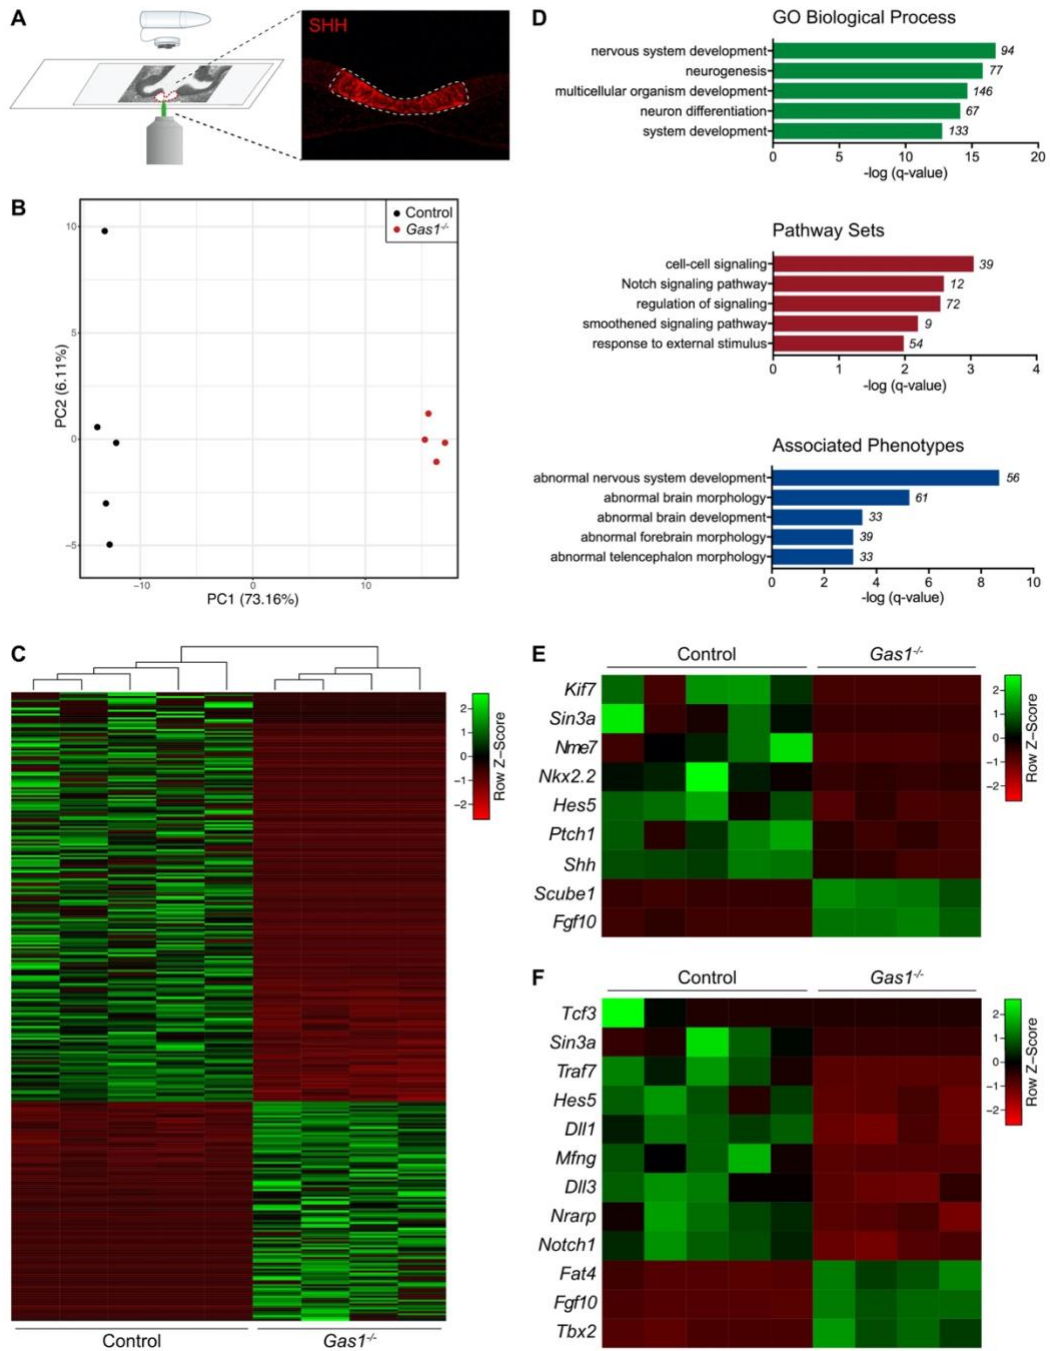 A
SHH
B
Control
Gas1-/-
10
5
0
−5
−10
0
10
PC2 (6.11%)
PC1 (73.16%)
C
2
1
0
−1
−2
Row Z−Score
Control
Gas1-/-
D
GO Biological Process
nervous system development 94
neurogenesis 77
multicellular organism development 146
neuron differentiation 67
system development 133
0 5 10 15 20
-log (q-value)
Pathway Sets
cell-cell signaling 39
Notch signaling pathway 12
regulation of signaling 72
smoothened signaling pathway 9
response to external stimulus 54
0 1 2 3 4
-log (q-value)
Associated Phenotypes
abnormal nervous system development 56
abnormal brain morphology 61
abnormal brain development 33
abnormal forebrain morphology 39
abnormal telencephalon morphology 33
0 2 4 6 8 10
-log (q-value)
E
Control
Gas1-/-
Kif7
Sin3a
Nme7
Nkx2.2
Hes5
Ptch1
Shh
Scube1
Fgf10
2
1
0
−1
−2
Row Z−Score
F
Control
Gas1-/-
Tcf3
Sin3a
Traf7
Hes5
Dll1
Mfng
Dll3
Nrarp
Notch1
Fat4
Fgf10
Tbx2
2
1
0
−1
−2
Row Z−Score